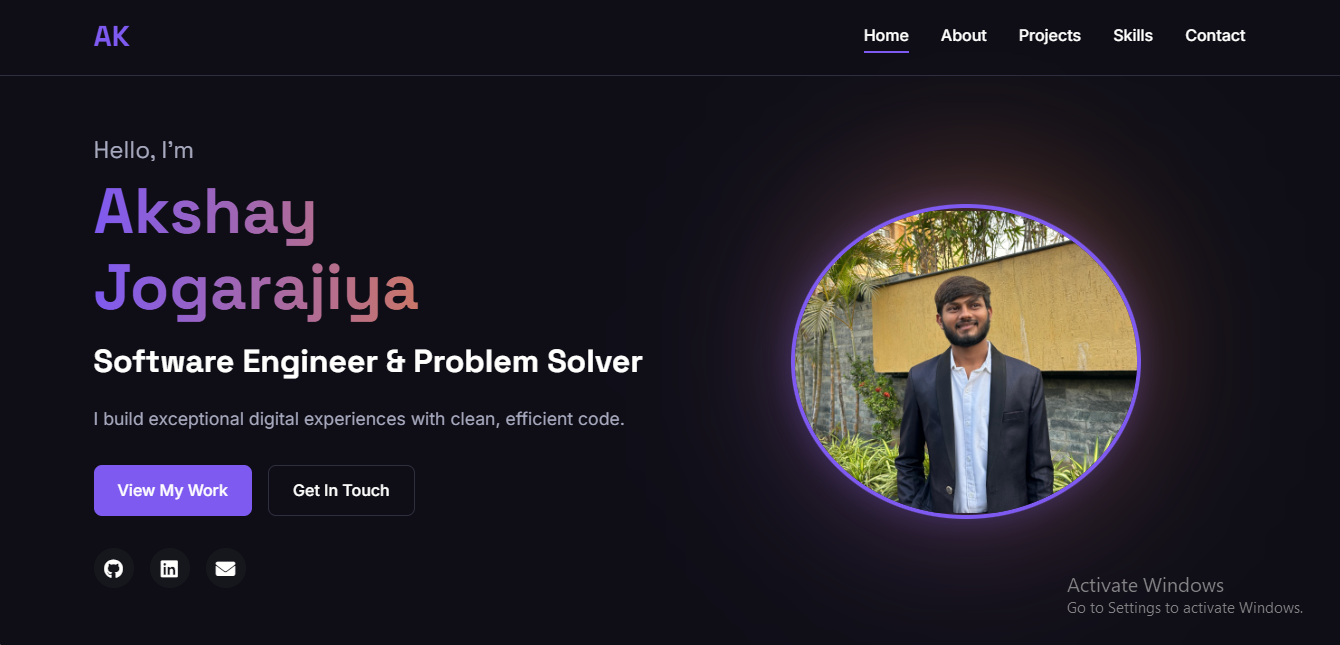 AK
Home About Projects Skills Contact
Hello, I'm
Akshay
Jogarajiya
Software Engineer & Problem Solver
I build exceptional digital experiences with clean, efficient code.
View My Work Get In Touch
in
Activate Windows
Go to Settings to activate Windows.